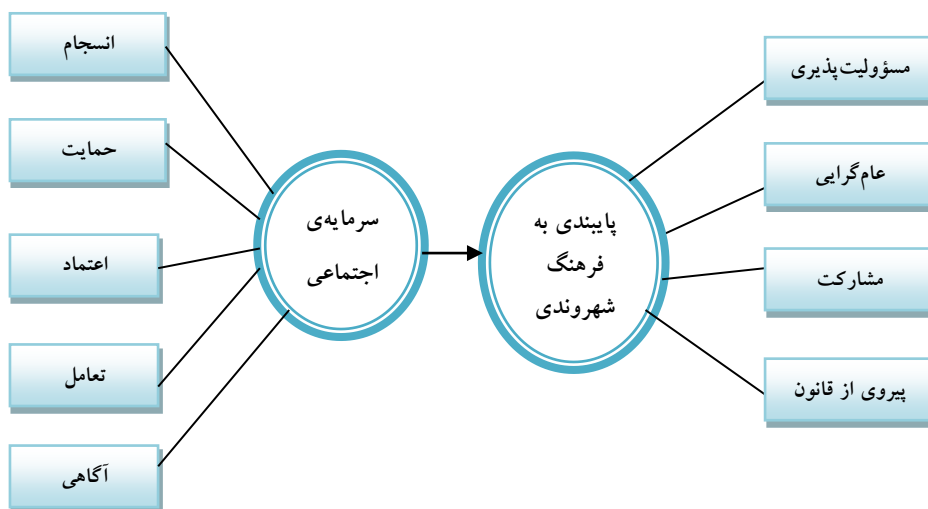 انسجام
حمایت
اعتماد
تعامل
آگاهی
سرمایه‌ی
اجتماعی
پایبندی به
فرهنگ
شهروندی
مسؤولیت‌پذیری
عام‌گرایی
مشارکت
پیروی از قانون